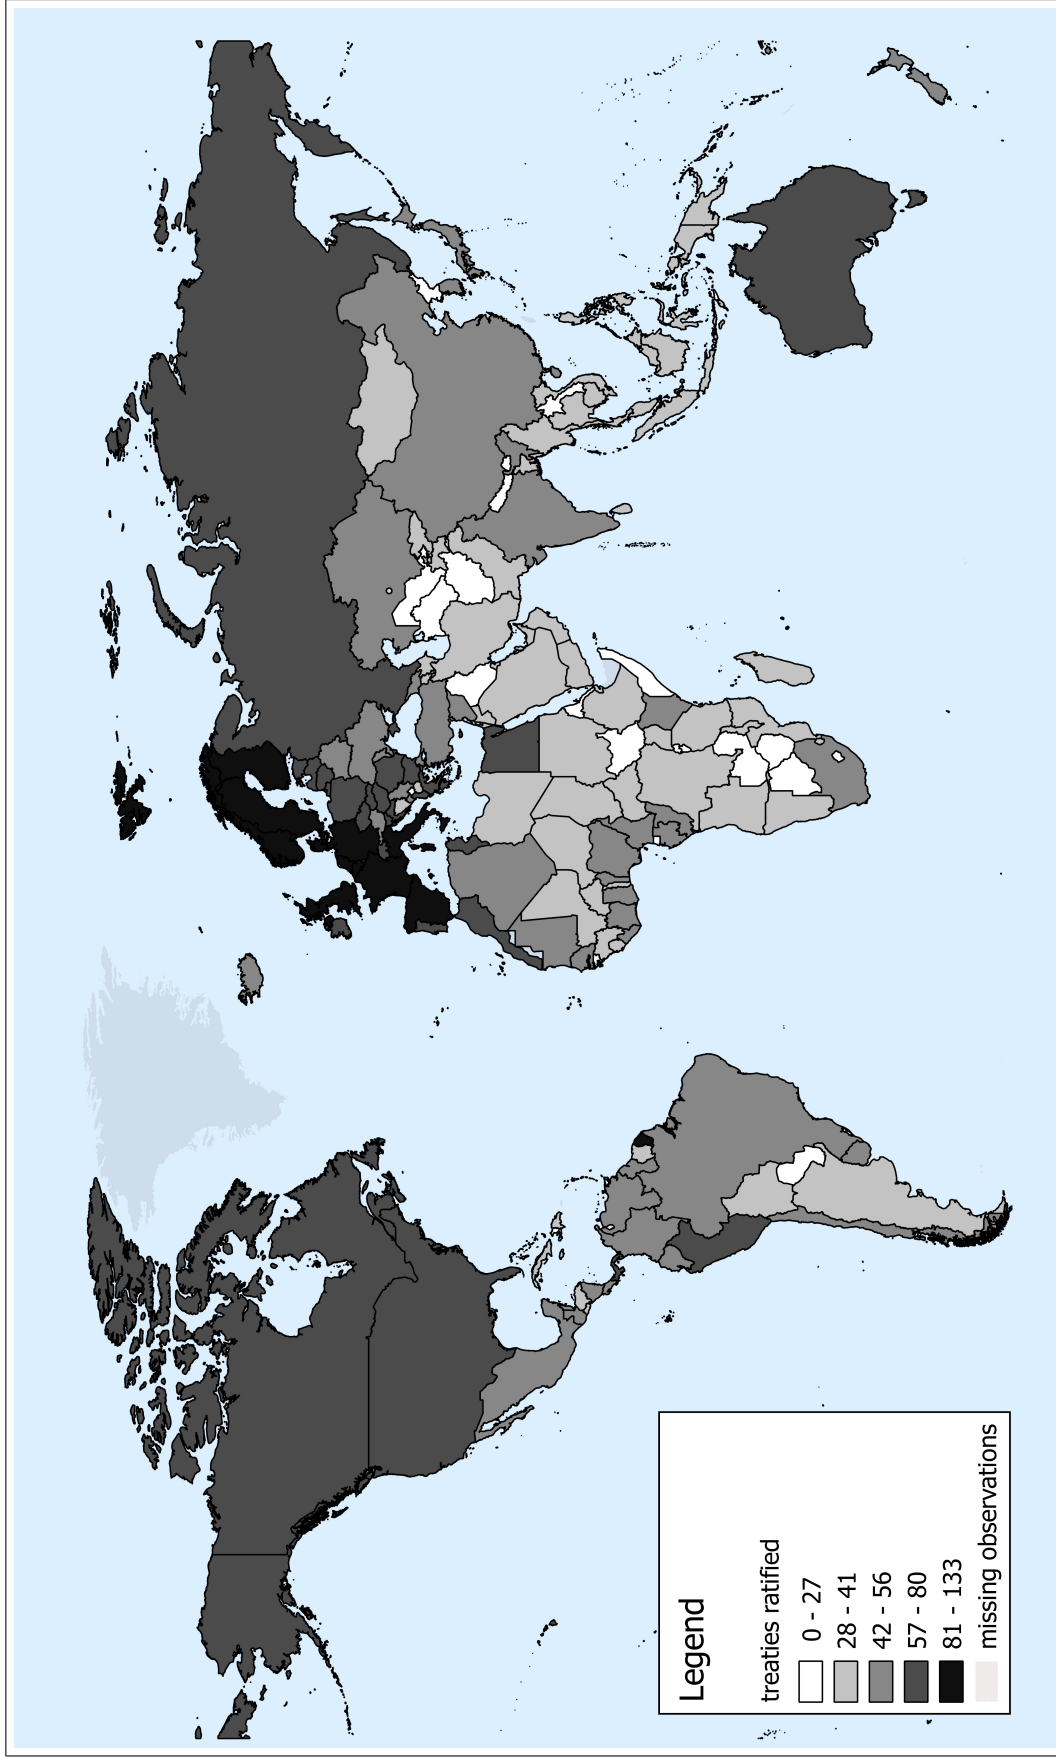 Legend
treaties ratified
0 - 27
28 - 41
42 - 56
57 - 80
81 - 133
missing observations